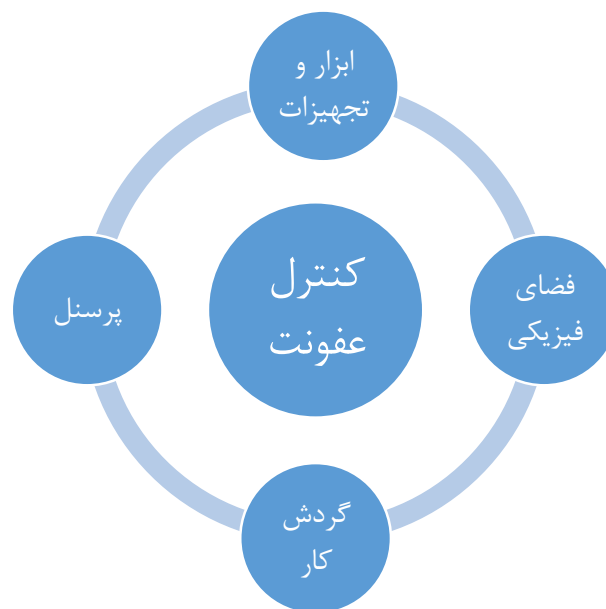 ابزار و
تجهیزات
فضای
فیزیکی
کنترل
عفونت
پرسنل
گردش
کار